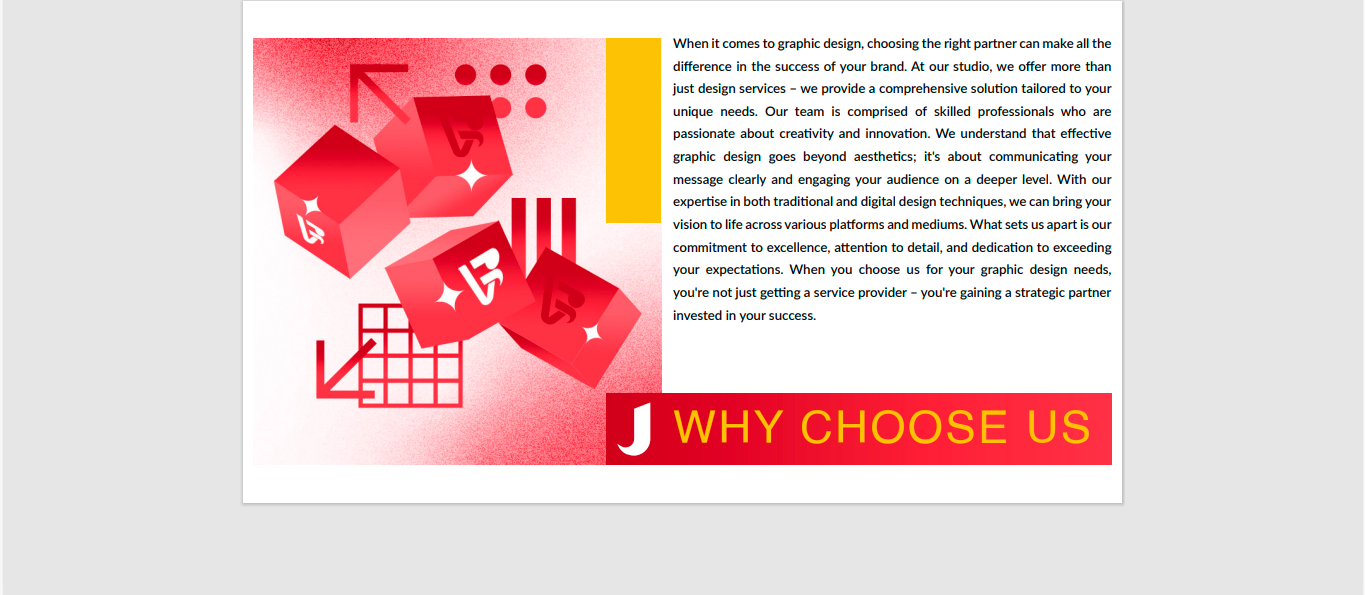 When it comes to graphic design, choosing the right partner can make all the
difference in the success of your brand. At our studio, we offer more than
just design services – we provide a comprehensive solution tailored to your
unique needs. Our team is comprised of skilled professionals who are
passionate about creativity and innovation. We understand that effective
graphic design goes beyond aesthetics; it's about communicating your
message clearly and engaging your audience on a deeper level. With our
expertise in both traditional and digital design techniques, we can bring your
vision to life across various platforms and mediums. What sets us apart is our
commitment to excellence, attention to detail, and dedication to exceeding
your expectations. When you choose us for your graphic design needs,
you're not just getting a service provider – you're gaining a strategic partner
invested in your success.
J WHY CHOOSE US